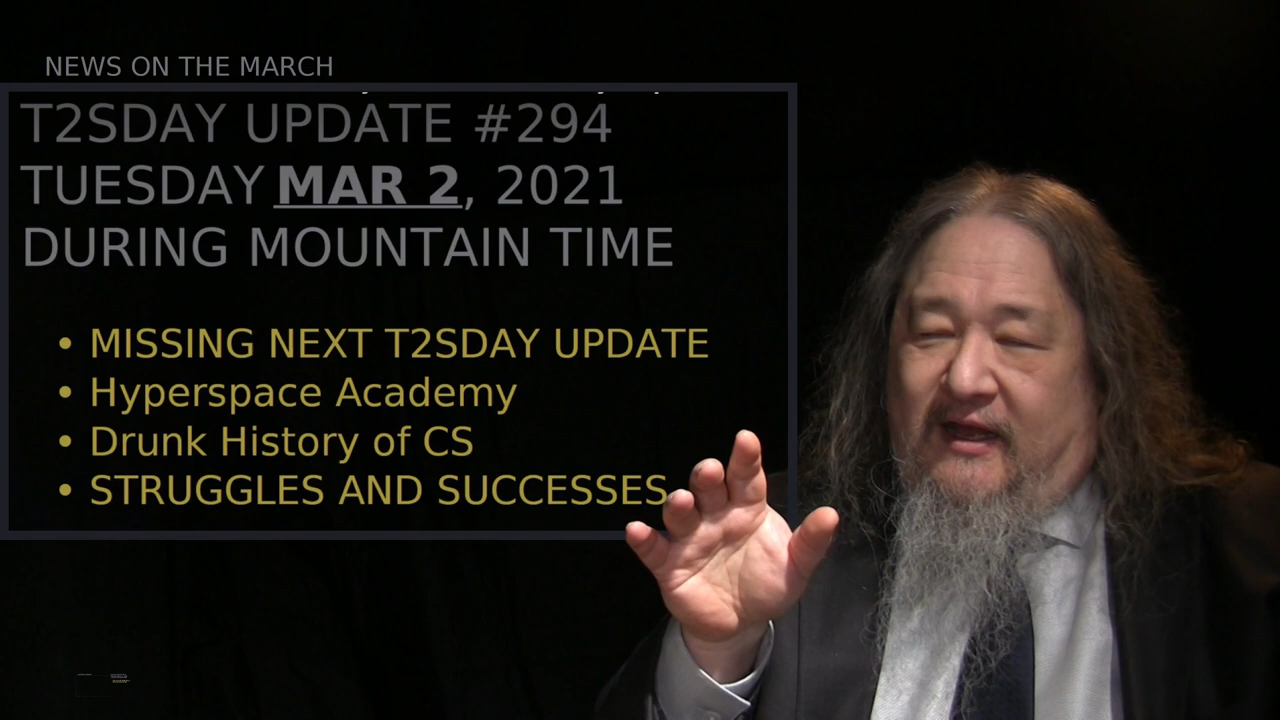 NEWS ON THE MARCH
T2SDAY UPDATE #294
TUESDAY MAR 2, 2021
DURING MOUNTAIN TIME
• MISSING NEXT T2SDAY UPDATE
• Hyperspace Academy
• Drunk History of CS
• STRUGGLES AND SUCCESSES